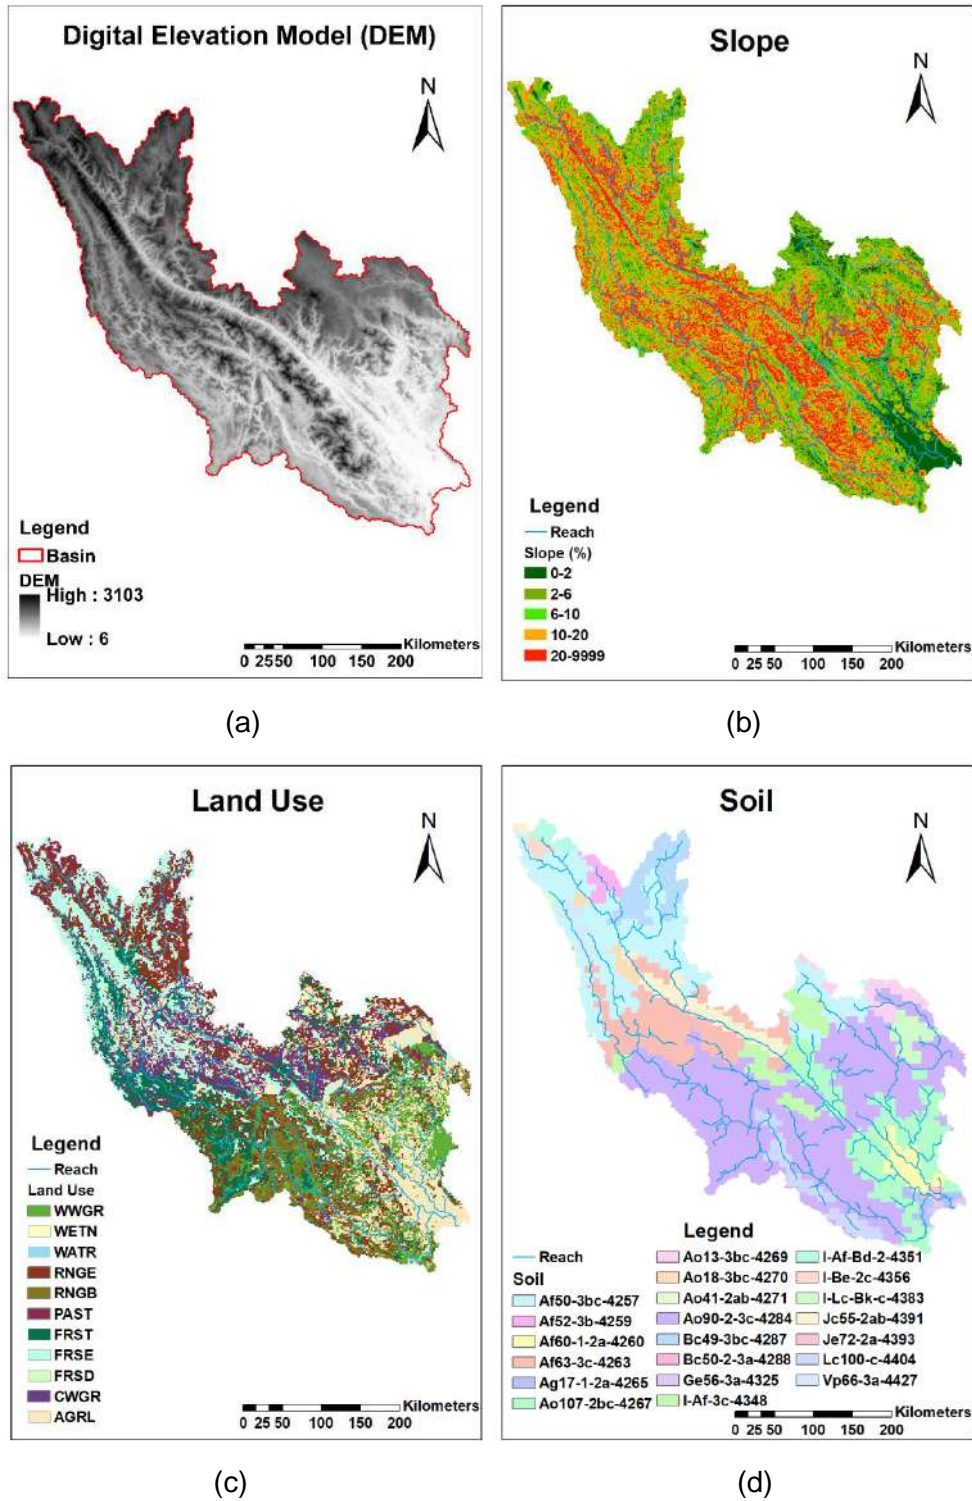 Digital Elevation Model (DEM)
N
Legend
Basin
DEM
High : 3103
Low : 6
Kilometers
0 25 50 100 150 200
(a)
Slope
N
Legend
Reach
Slope (%)
0-2
2-6
6-10
10-20
20-9999
Kilometers
0 25 50 100 150 200
(b)
Land Use
N
Legend
Reach
Land Use
WWGR
WETN
WATR
RNGE
RNGB
PAST
FRST
FRSE
FRSD
CWGR
AGRL
Kilometers
0 25 50 100 150 200
(c)
Soil
N
Legend
Reach
Soil
Af50-3bc-4257
Af52-3b-4259
Af60-1-2a-4260
Af63-3c-4263
Ag17-1-2a-4265
Ao107-2bc-4267
Ao13-3bc-4269
Ao18-3bc-4270
Ao41-2ab-4271
Ao90-2-3c-4284
Bc49-3bc-4287
Bc50-2-3a-4288
Ge56-3a-4325
I-Af-3c-4348
I-Af-Bd-2-4351
I-Be-2c-4356
I-Lc-Bk-c-4383
Jc55-2ab-4391
Je72-2a-4393
Lc100-c-4404
Vp66-3a-4427
Kilometers
0 25 50 100 150 200
(d)